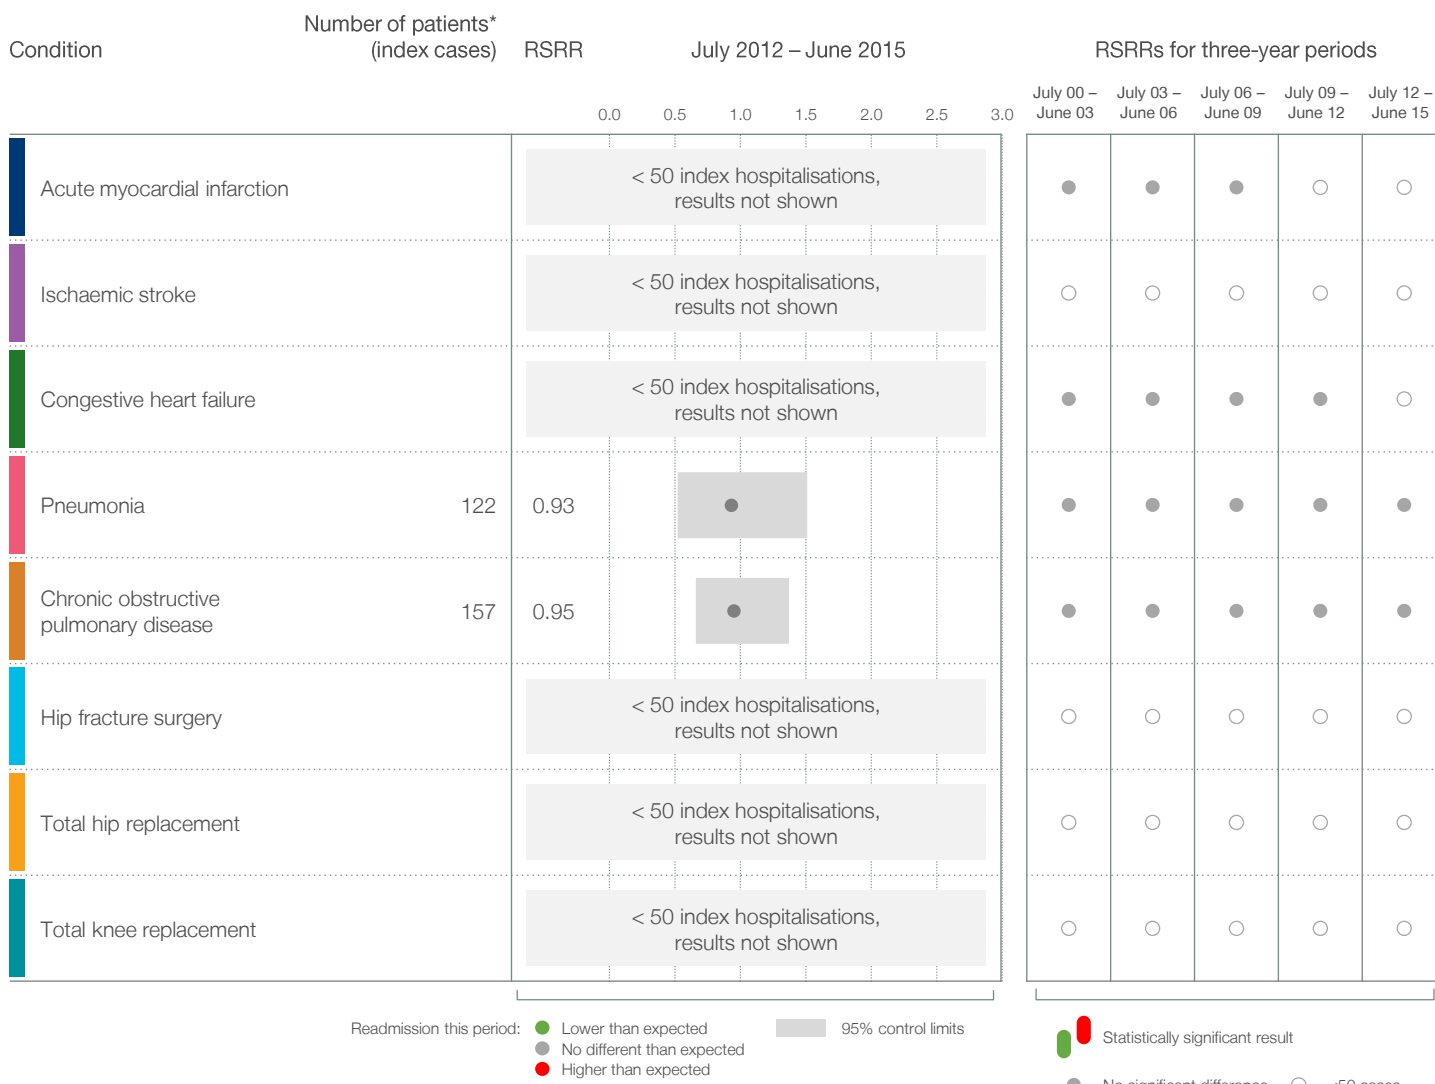 Condition
Number of patients*
(index cases)
RSRR
July 2012 – June 2015
RSRRs for three-year periods
0.0 0.5 1.0 1.5 2.0 2.5 3.0
July 00 –
June 03
July 03 –
June 06
July 06 –
June 09
July 09 –
June 12
July 12 –
June 15
Acute myocardial infarction
< 50 index hospitalisations,
results not shown
Ischaemic stroke
< 50 index hospitalisations,
results not shown
Congestive heart failure
< 50 index hospitalisations,
results not shown
Pneumonia 122 0.93
Chronic obstructive
pulmonary disease
157 0.95
Hip fracture surgery
< 50 index hospitalisations,
results not shown
Total hip replacement
< 50 index hospitalisations,
results not shown
Total knee replacement
< 50 index hospitalisations,
results not shown
Readmission this period:
Lower than expected
No different than expected
Higher than expected
95% control limits
Statistically significant result
No significant difference
<50 cases